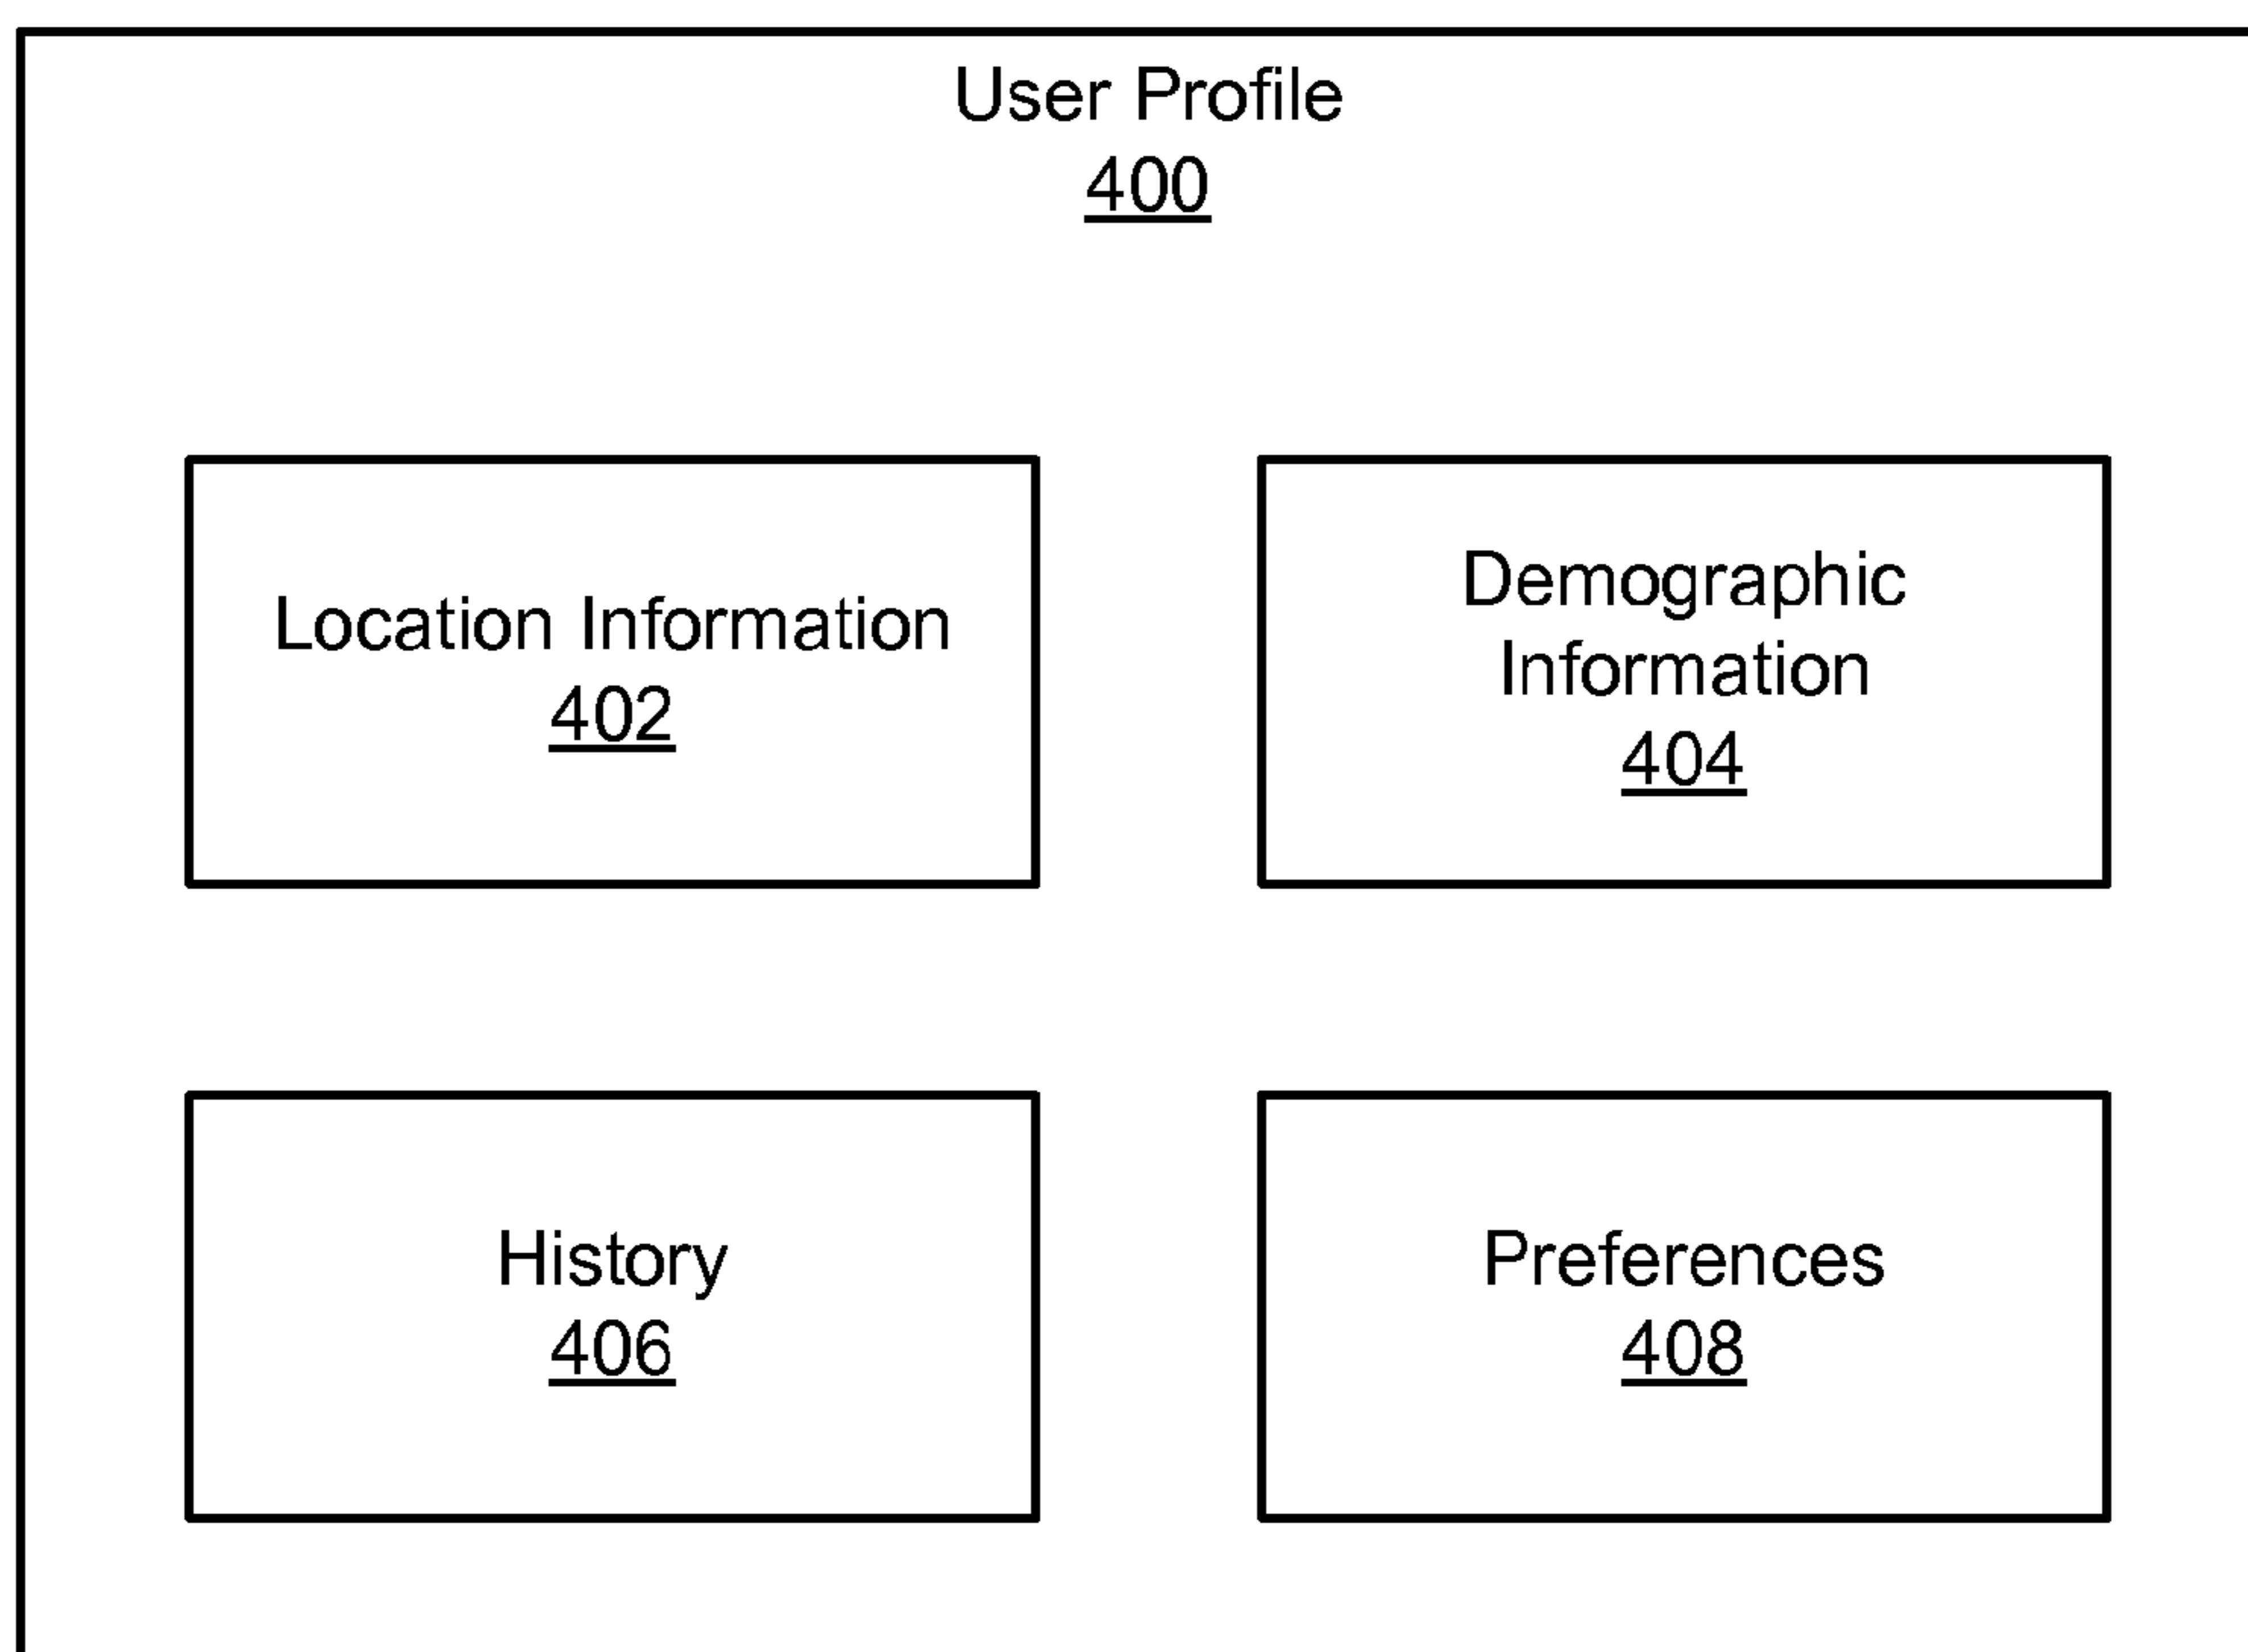 User Profile
400
Location Information
402
Demographic
Information
404
History
406
Preferences
408